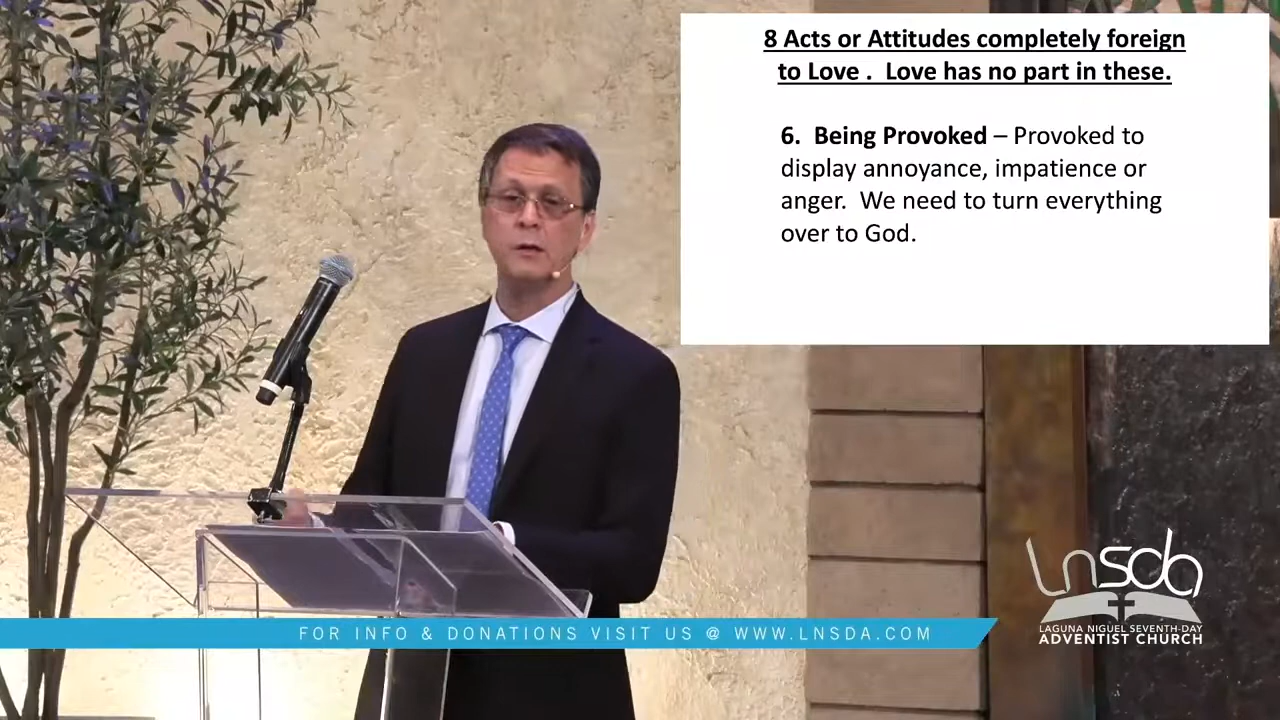 8 Acts or Attitudes completely foreign
to Love . Love has no part in these.
6. Being Provoked – Provoked to
display annoyance, impatience or
anger. We need to turn everything
over to God.
lnsda
LAGUNA NIGUEL SEVENTH-DAY
ADVENTIST CHURCH
FOR INFO & DONATIONS VISIT US @ WWW.LNSDA.COM